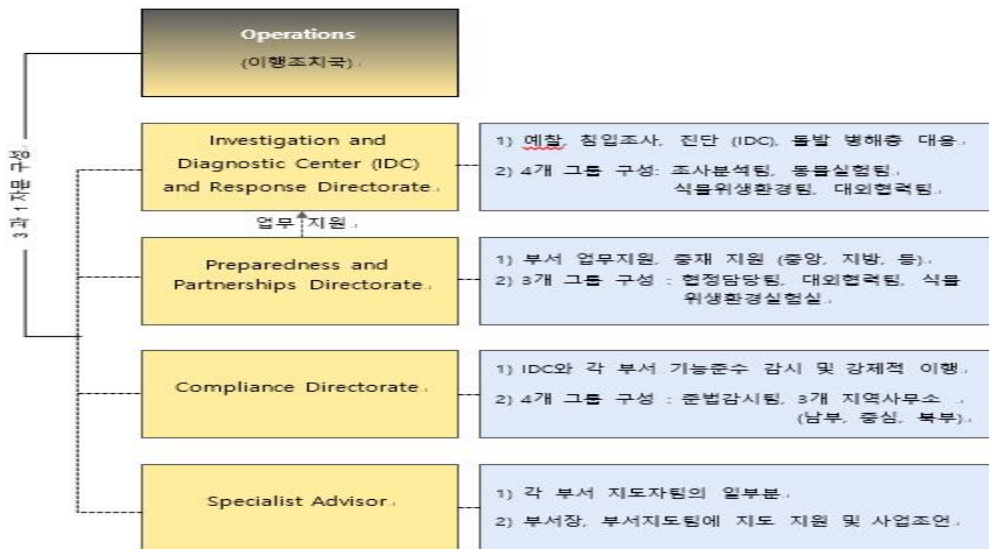 Operations
(이행조치국)
3과 1자문 구성
Investigation and
Diagnostic Center (IDC)
and Response Directorate
1) 예찰, 침입조사, 진단 (IDC), 돌발 병해충 대응
2) 4개 그룹 구성: 조사분석팀, 동물실험팀
식물위생환경팀, 대외협력팀
업무 지원
Preparedness and
Partnerships Directorate
1) 부서 업무지원, 중재 지원 (중앙, 지방, 등)
2) 3개 그룹 구성 : 협정담당팀, 대외협력팀, 식물
위생환경실험실
Compliance Directorate
1) IDC와 각 부서 기능준수 감시 및 강제적 이행
2) 4개 그룹 구성 : 준법감시팀, 3개 지역사무소
(남부, 중심, 북부)
Specialist Advisor
1) 각 부서 지도자팀의 일부분
2) 부서장, 부서지도팀에 지도 지원 및 사업조언